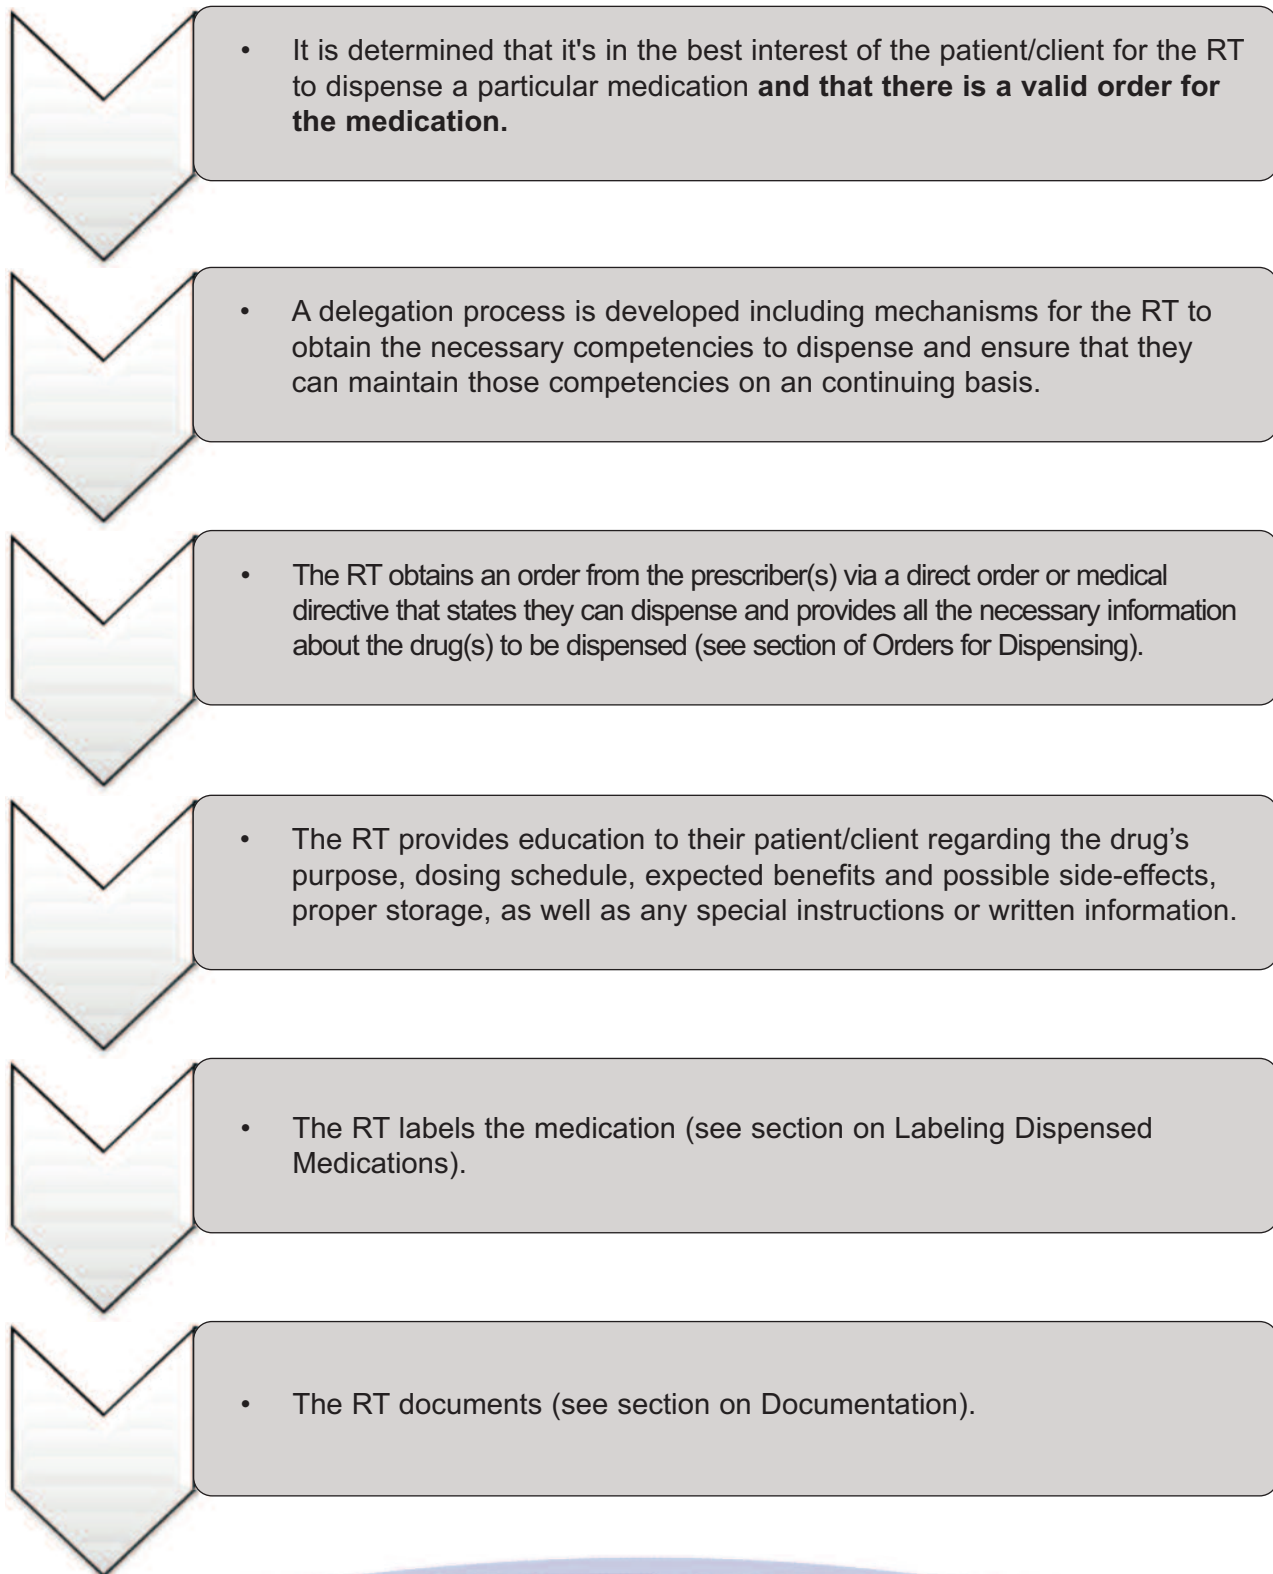 • It is determined that it's in the best interest of the patient/client for the RT
to dispense a particular medication and that there is a valid order for
the medication.
• A delegation process is developed including mechanisms for the RT to
obtain the necessary competencies to dispense and ensure that they
can maintain those competencies on an continuing basis.
• The RT obtains an order from the prescriber(s) via a direct order or medical
directive that states they can dispense and provides all the necessary information
about the drug(s) to be dispensed (see section of Orders for Dispensing).
• The RT provides education to their patient/client regarding the drug’s
purpose, dosing schedule, expected benefits and possible side-effects,
proper storage, as well as any special instructions or written information.
• The RT labels the medication (see section on Labeling Dispensed
Medications).
• The RT documents (see section on Documentation).